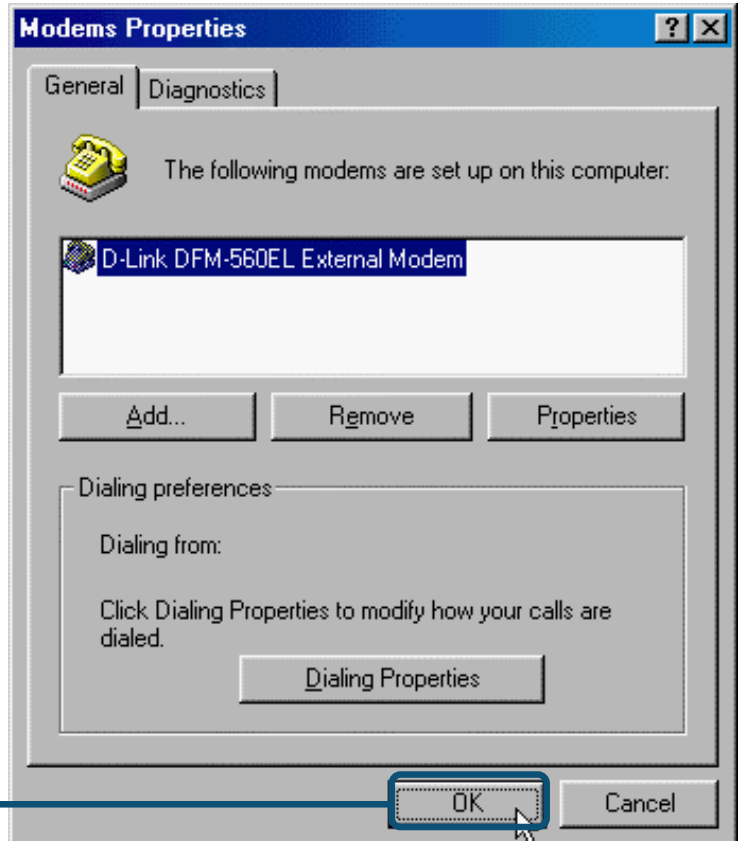 Modems Properties
General
Diagnostics
The following modems are set up on this computer:
D-Link DFM-560EL External Modem
Add...
Remove
Properties
Dialing preferences
Dialing from:
Click Dialing Properties to modify how your calls are
dialed.
Dialing Properties
OK
Cancel